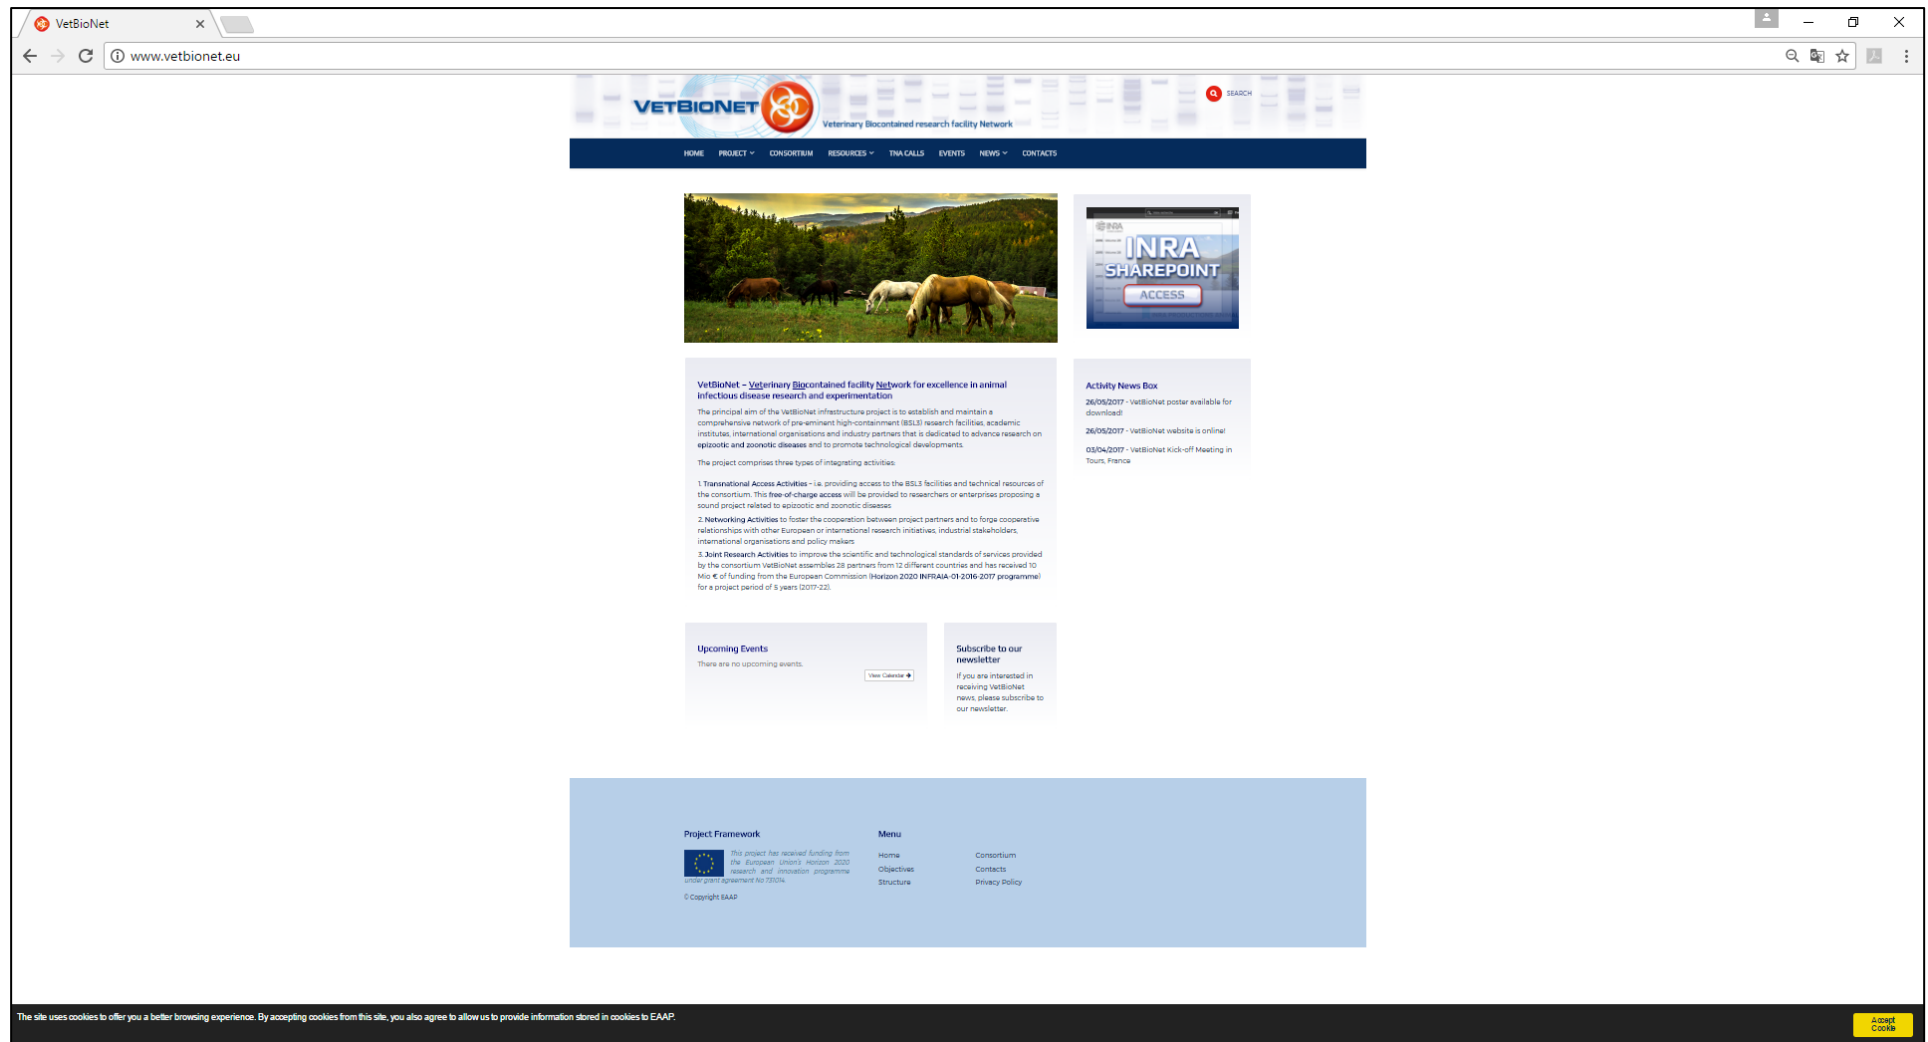 VetBioNet
www.vetbionet.eu
VETBIONET
Veterinary Biocontained research facility Network
SEARCH
HOME PROJECT CONSORTIUM RESOURCES TNA CALLS EVENTS NEWS CONTACTS
INRA
INRA
SHAREPOINT
ACCESS
VetBioNet – Veterinary Biocontained facility Network for excellence in animal
infectious disease research and experimentation
The principal aim of the VetBioNet infrastructure project is to establish and maintain a
comprehensive network of pre-eminent high-containment (BSL3) research facilities, academic
institutes, international organisations and industry partners that is dedicated to advance research on
epizootic and zoonotic diseases and to promote technological developments.
The project comprises three types of integrating activities:
1. Transnational Access Activities – i.e. providing access to the BSL3 facilities and technical resources of
the consortium. This free-of-charge access will be provided to researchers or enterprises proposing a
sound project related to epizootic and zoonotic diseases
2. Networking Activities to foster the cooperation between project partners and to forge cooperative
relationships with other European or international research initiatives, industrial stakeholders,
international organisations and policy makers
3. Joint Research Activities to improve the scientific and technological standards of services provided
by the consortium VetBioNet assembles 28 partners from 12 different countries and has received 10
Mio € of funding from the European Commission (Horizon 2020 INFRAIA-01-2016-2017 programme)
for a project period of 5 years (2017-22).
Activity News Box
26/05/2017 - VetBioNet poster available for
download!
26/05/2017 - VetBioNet website is online!
03/04/2017 - VetBioNet Kick-off Meeting in
Tours, France
Upcoming Events
There are no upcoming events.
View Calendar
Subscribe to our
newsletter
If you are interested in
receiving VetBioNet
news, please subscribe to
our newsletter.
Project Framework
This project has received funding from
the European Union's Horizon 2020
research and innovation programme
under grant agreement No 731014
© Copyright EAAP
Menu
Home
Objectives
Structure
Consortium
Contacts
Privacy Policy
The site uses cookies to offer you a better browsing experience. By accepting cookies from this site, you also agree to allow us to provide information stored in cookies to EAAP.
Accept
Cookie